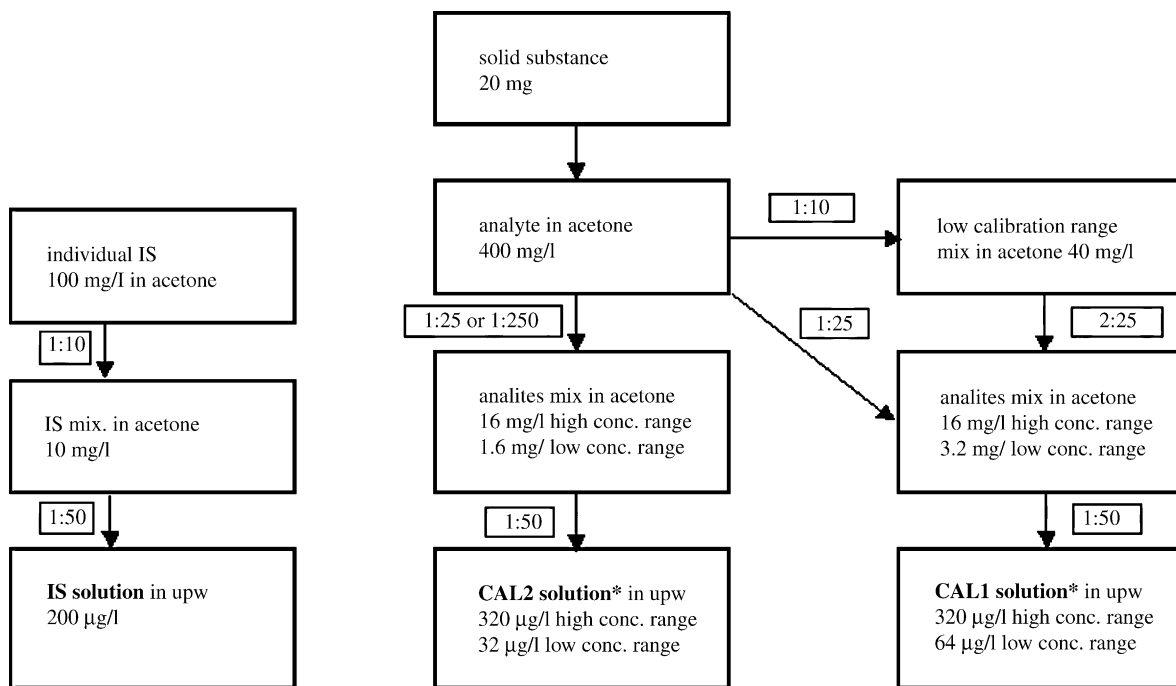 solid substance
20 mg
analyte in acetone
400 mg/l
1:10
low calibration range
mix in acetone 40 mg/l
individual IS
100 mg/l in acetone
1:25 or 1:250
1:25
2:25
1:10
IS mix. in acetone
10 mg/l
analites mix in acetone
16 mg/l high conc. range
1.6 mg/ low conc. range
analites mix in acetone
16 mg/l high conc. range
3.2 mg/ low conc. range
1:50
1:50
1:50
IS solution in upw
200 µg/l
CAL2 solution* in upw
320 µg/l high conc. range
32 µg/l low conc. range
CAL1 solution* in upw
320 µg/l high conc. range
64 µg/l low conc. range